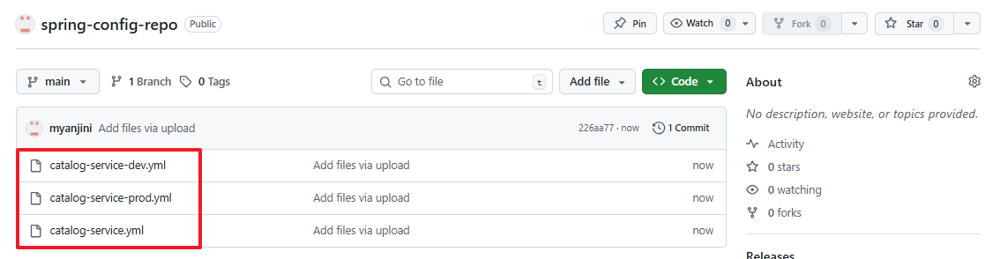 spring-config-repo Public Pin Watch 0 Fork 0 Star 0
main 1 Branch 0 Tags Go to file t Add file Code
About
No description, website, or topics provided.
myanjini Add files via upload 226aa77 · now 1 Commit
Activity
catalog-service-dev.yml Add files via upload now
0 stars
0 watching
catalog-service-prod.yml Add files via upload now
0 forks
catalog-service.yml Add files via upload now
Releases